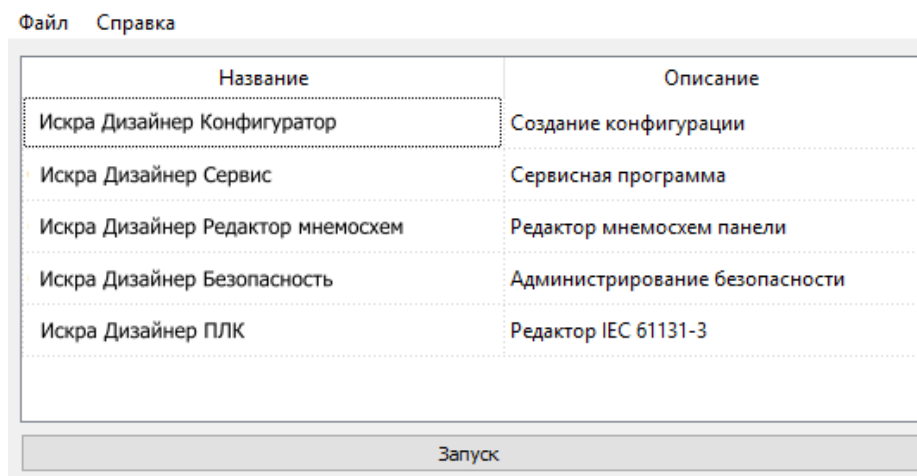 Файл Справка
Название Описание
Искра Дизайнер Конфигуратор Создание конфигурации
Искра Дизайнер Сервис Сервисная программа
Искра Дизайнер Редактор мнемосхем Редактор мнемосхем панели
Искра Дизайнер Безопасность Администрирование безопасности
Искра Дизайнер ПЛК Редактор IEC 61131-3
Запуск